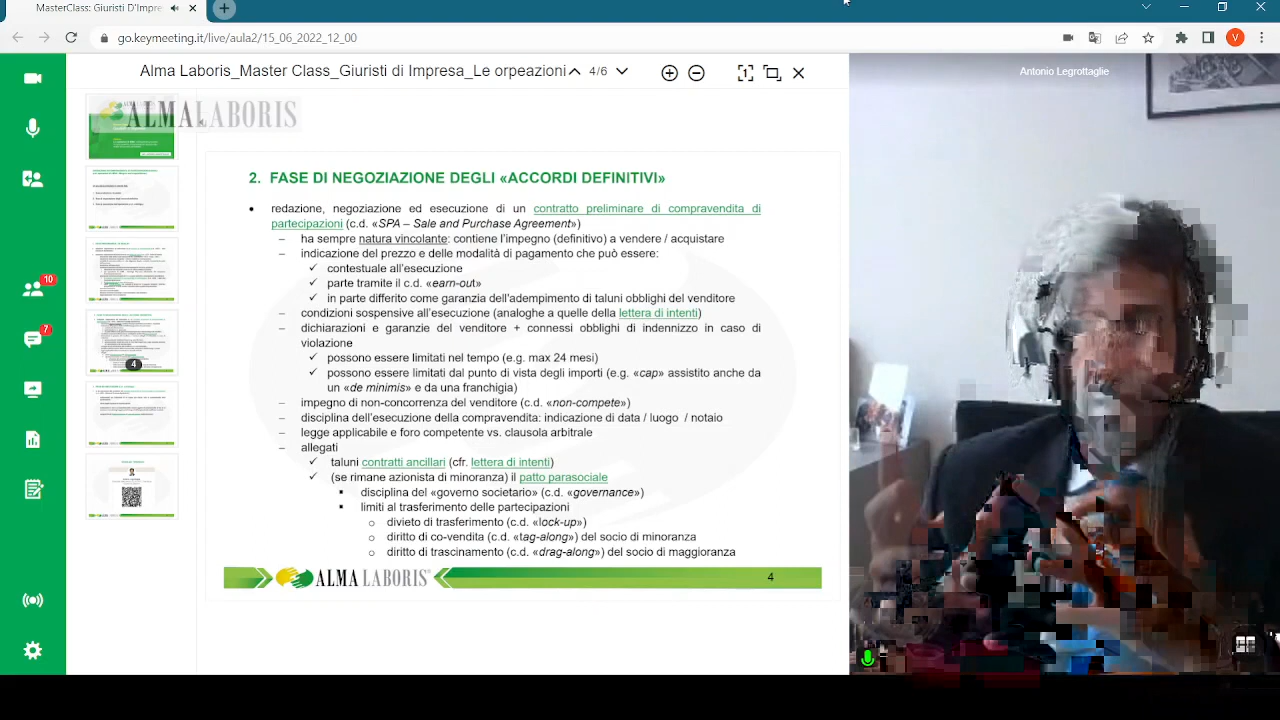 MasterClass: Giuristi d'Impr
go.keymeeting.it/live/aula2/15_06_2022_12_00
V
Alma Laboris_Master Class_Giuristi di Impresa_Le orpeazioni
4/6
Antonio Legrottaglie
ALMA LABORIS
2. FASE DI NEGOZIAZIONE DEGLI «ACCORDI DEFINITIVI»
• redazione, negoziazione ed esecuzione di un contratto preliminare di compravendita di
partecipazioni (c.d. «SPA – Sale and Purchase Agreement»)
– ha sempre natura vincolante: contiene l'impegno (definitivo) a vendere / acquistare
– indicazione del prezzo e delle modalità di pagamento che può essere:
contestuale all'esecuzione
✓ parte tramite il c.d. «earn-out»
✓ in parte differito come garanzia dell'adempimento di taluni obblighi del venditore
– condizioni sospensive all'esecuzione (analoghe a quelle della lettera di intenti)
– dichiarazioni e garanzie del venditore + connessi obblighi di indennizzo in caso di
violazione
✓ possono essere limitati nel tempo (e.g. max 24 mesi)
✓ possono essere limitati dal punto di vista degli importi (e.g. «cap» assistito anche da
un «de minimis» e da una franchigia)
– impegno di non-concorrenza del venditore (c.d. «non-compete»)
– disciplina dell'esecuzione della compravendita: indicazione di data / luogo / notaio
– legge applicabile e foro competente vs. clausola arbitrale
– allegati
✓ taluni contratti ancillari (cfr. lettera di intenti)
✓ (se rimane azionista di minoranza) il patto parasociale
▪ disciplina del «governo societario» (c.d. «governance»)
▪ limiti al trasferimento delle partecipazioni
o divieto di trasferimento (c.d. «lock-up»)
o diritto di co-vendita (c.d. «tag-along») del socio di minoranza
o diritto di trascinamento (c.d. «drag-along») del socio di maggioranza
ALMA LABORIS
4
10
7
4